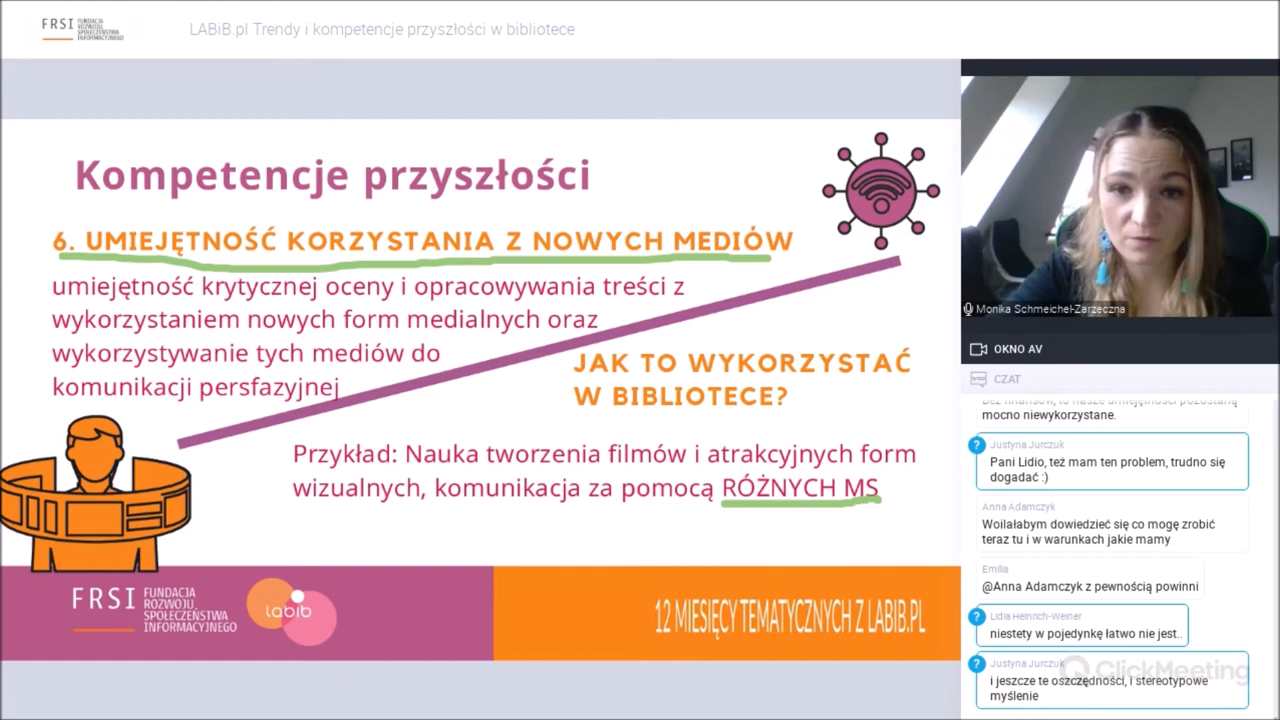 FRSI FUNDACJA
ROZWOJU
SPOŁECZEŃSTWA
INFORMACYJNEGO
LABiB.pl Trendy i kompetencje przyszłości w bibliotece
Kompetencje przyszłości
6. UMIEJĘTNOŚĆ KORZYSTANIA Z NOWYCH MEDIÓW
umiejętność krytycznej oceny i opracowywania treści z
wykorzystaniem nowych form medialnych oraz
wykorzystywanie tych mediów do
komunikacji persfazyjnej
JAK TO WYKORZYSTAĆ
W BIBLIOTECE?
Przykład: Nauka tworzenia filmów i atrakcyjnych form
wizualnych, komunikacja za pomocą RÓŻNYCH MS
FRSI FUNDACJA
ROZWOJU
SPOŁECZEŃSTWA
INFORMACYJNEGO
labib
12 MIESIĘCY TEMATYCZNYCH Z LABIB.PL
Monika Schmeichel-Zarzeczna
OKNO AV
CZAT
Bez finansów, to nasze umiejętności pozostaną
mocno niewykorzystane.
Justyna Jurczuk
Pani Lidio, też mam ten problem, trudno się
dogadać :)
Anna Adamczyk
Woilałabym dowiedzieć się co mogę zrobić
teraz tu i w warunkach jakie mamy
Emilia
@Anna Adamczyk z pewnością powinni
Lidia Heinrich-Weiner
niestety w pojedynkę łatwo nie jest..
Justyna Jurczuk
i jeszcze te oszczędności, i stereotypowe
myślenie
ClickMeeting